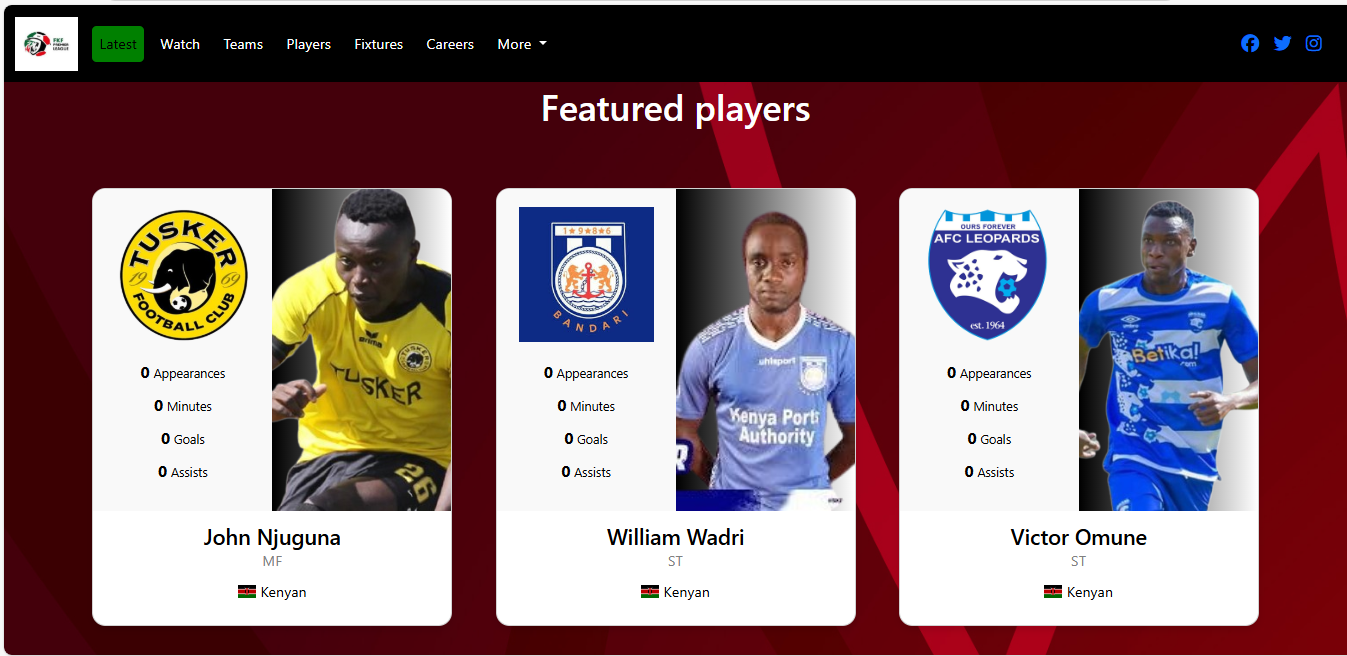 FKF PREMIER LEAGUE
Latest Watch Teams Players Fixtures Careers More
Featured players
TUSKER
1969
FOOTBALL CLUB
0 Appearances
0 Minutes
0 Goals
0 Assists
TUSKER
TUSKER
26
John Njuguna
MF
Kenyan
1★9★8★6
BANDARI
0 Appearances
0 Minutes
0 Goals
0 Assists
uhlsport
Kenya Ports
Authority
William Wadri
ST
Kenyan
OURS FOREVER
AFC LEOPARDS
est. 1964
0 Appearances
0 Minutes
0 Goals
0 Assists
umbro
Betika!
.com
Victor Omune
ST
Kenyan